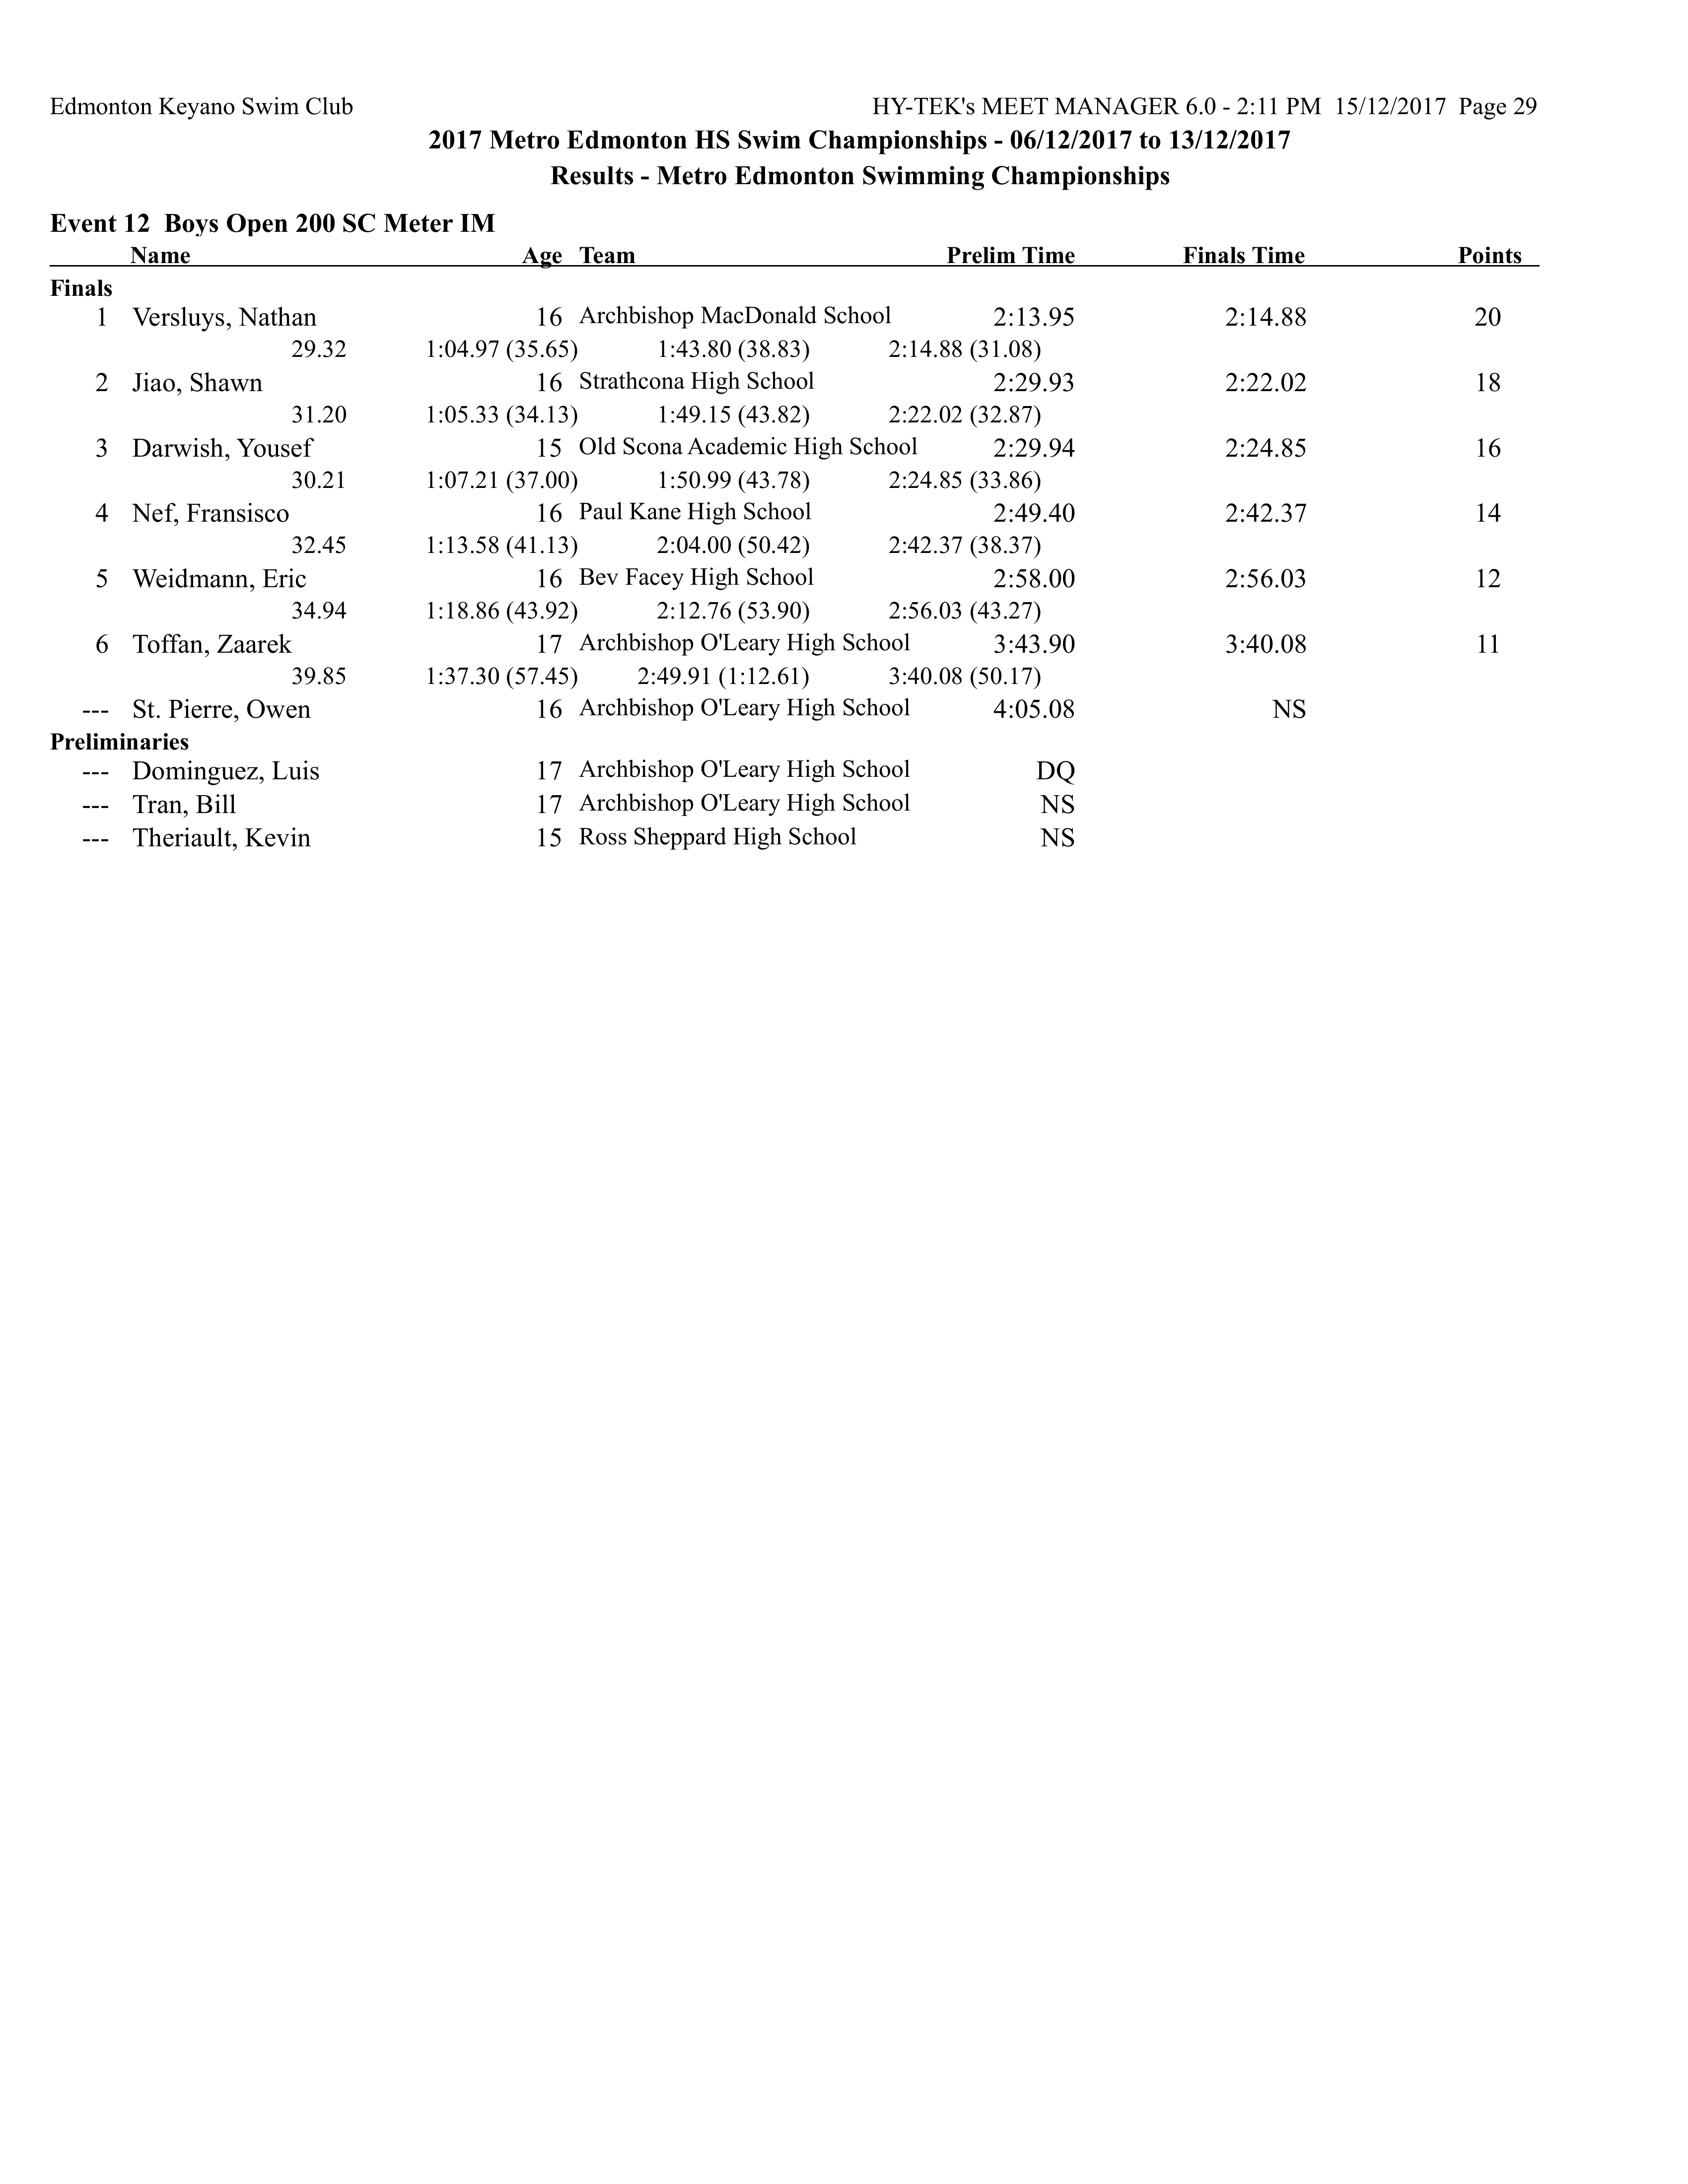 Edmonton Keyano Swim Club HY-TEK's MEET MANAGER 6.0 - 2:11 PM 15/12/2017 Page 29
2017 Metro Edmonton HS Swim Championships - 06/12/2017 to 13/12/2017
Results - Metro Edmonton Swimming Championships
Event 12 Boys Open 200 SC Meter IM
Name Age Team Prelim Time Finals Time Points
Finals
1 Versluys, Nathan 16 Archbishop MacDonald School 2:13.95 2:14.88 20
29.32 1:04.97 (35.65) 1:43.80 (38.83) 2:14.88 (31.08)
2 Jiao, Shawn 16 Strathcona High School 2:29.93 2:22.02 18
31.20 1:05.33 (34.13) 1:49.15 (43.82) 2:22.02 (32.87)
3 Darwish, Yousef 15 Old Scona Academic High School 2:29.94 2:24.85 16
30.21 1:07.21 (37.00) 1:50.99 (43.78) 2:24.85 (33.86)
4 Nef, Fransisco 16 Paul Kane High School 2:49.40 2:42.37 14
32.45 1:13.58 (41.13) 2:04.00 (50.42) 2:42.37 (38.37)
5 Weidmann, Eric 16 Bev Facey High School 2:58.00 2:56.03 12
34.94 1:18.86 (43.92) 2:12.76 (53.90) 2:56.03 (43.27)
6 Toffan, Zaarek 17 Archbishop O'Leary High School 3:43.90 3:40.08 11
39.85 1:37.30 (57.45) 2:49.91 (1:12.61) 3:40.08 (50.17)
--- St. Pierre, Owen 16 Archbishop O'Leary High School 4:05.08 NS
Preliminaries
--- Dominguez, Luis 17 Archbishop O'Leary High School DQ
--- Tran, Bill 17 Archbishop O'Leary High School NS
--- Theriault, Kevin 15 Ross Sheppard High School NS